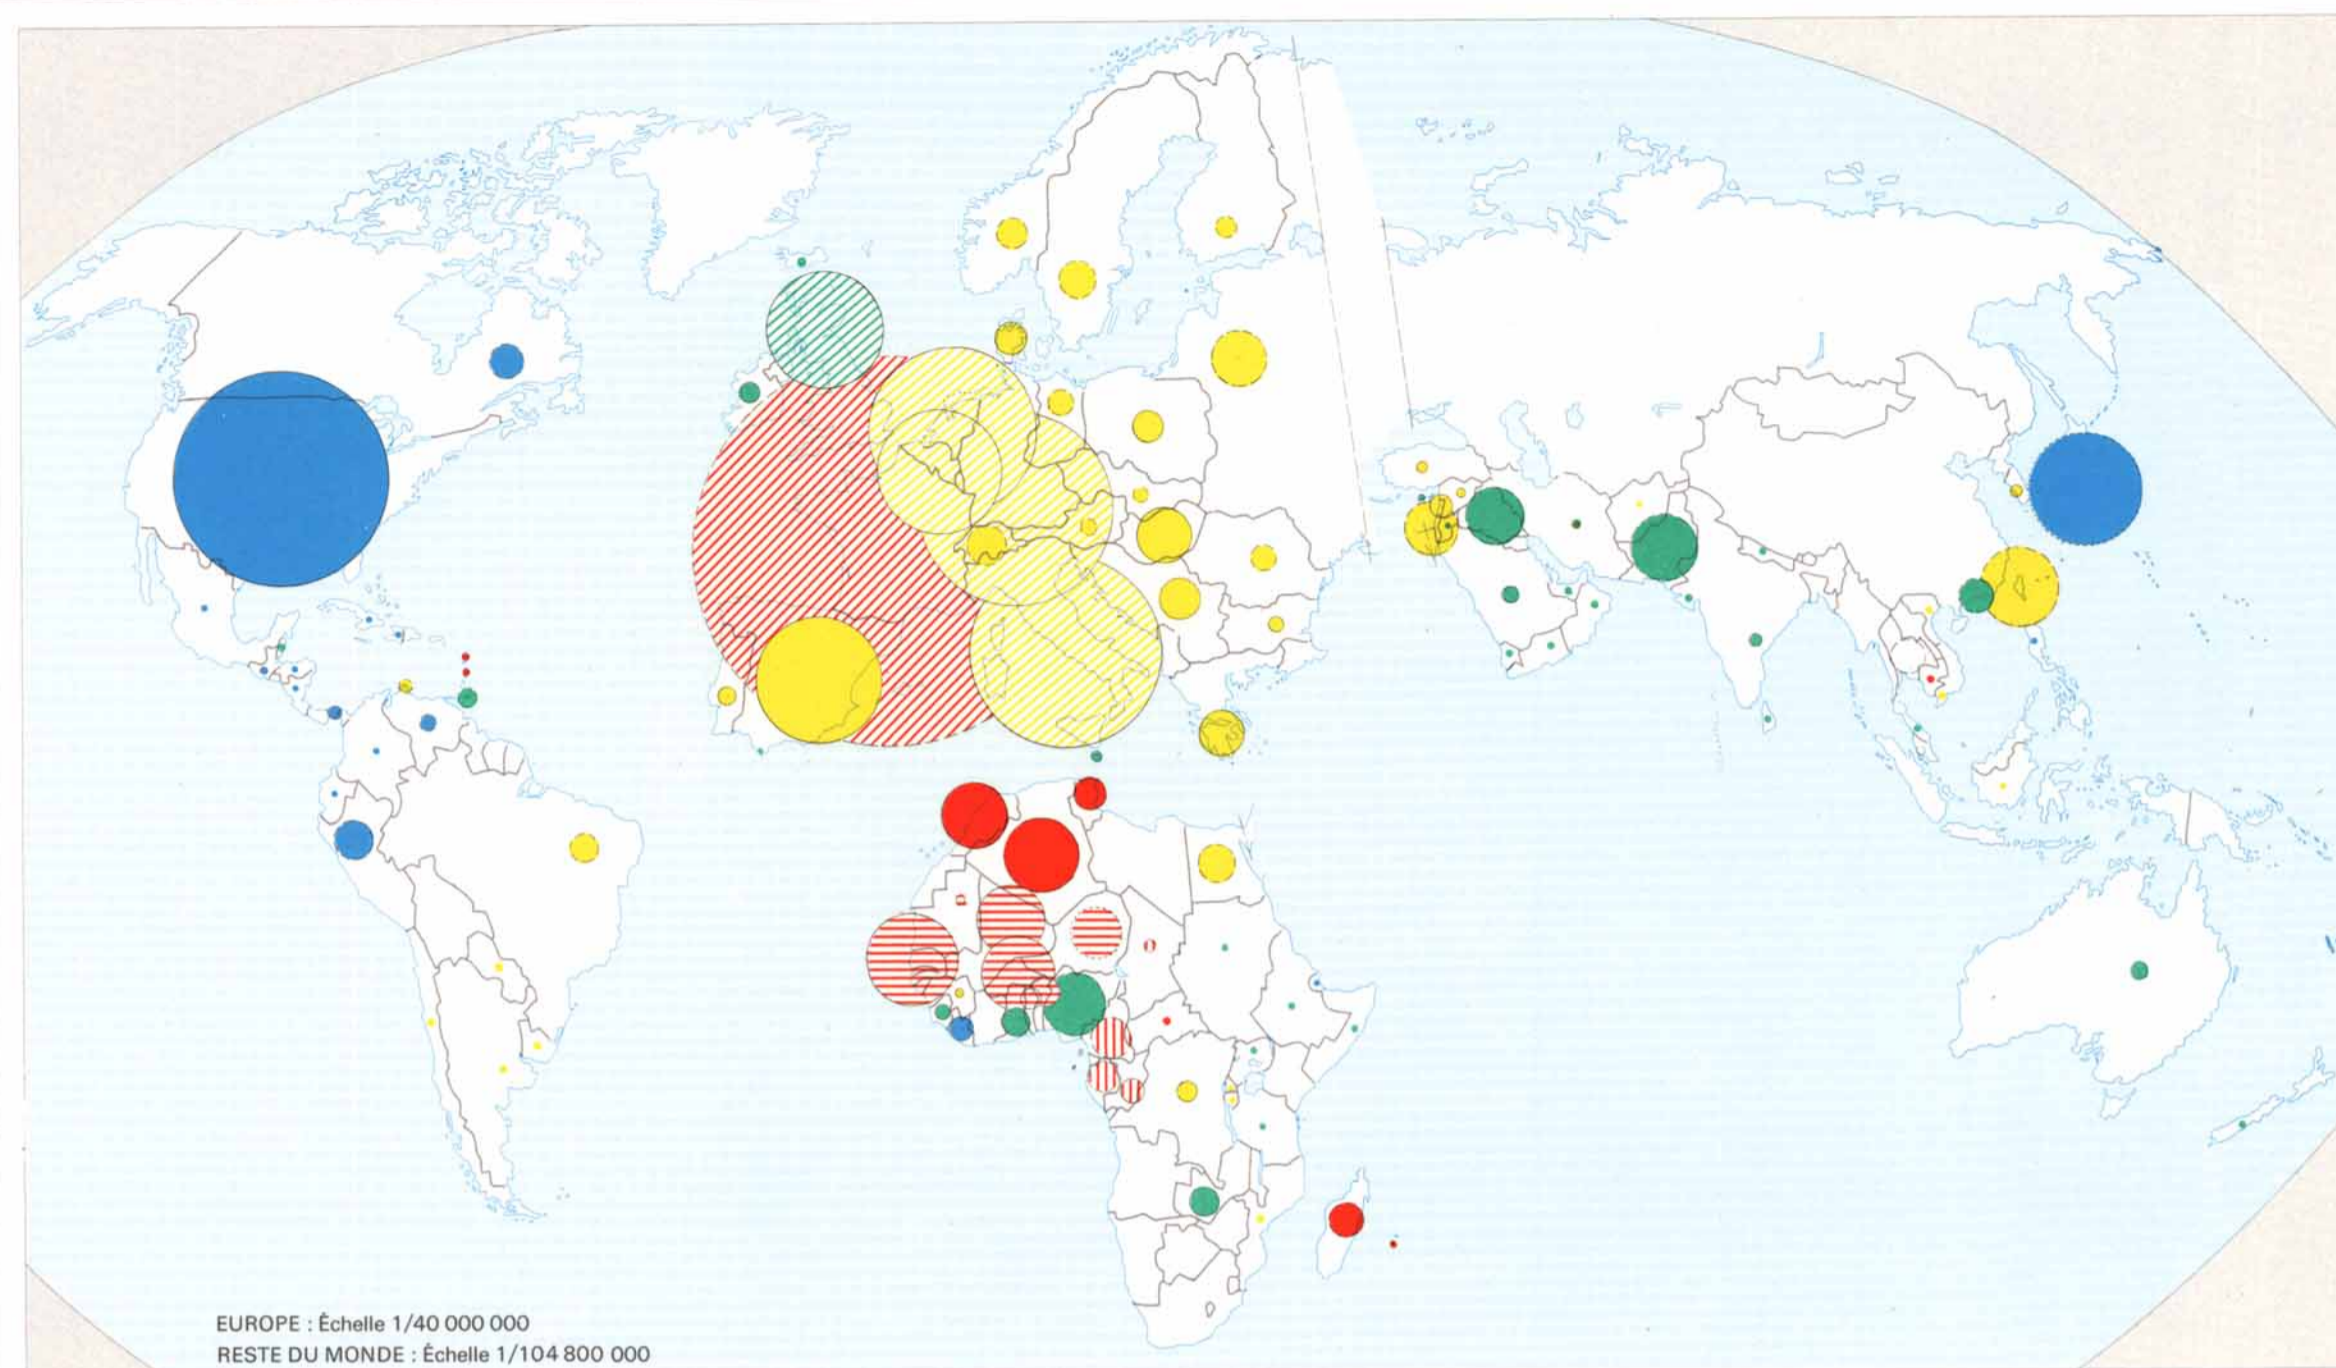 EUROPE : Échelle 1/40 000 000
RESTE DU MONDE : Échelle 1/104 800 000